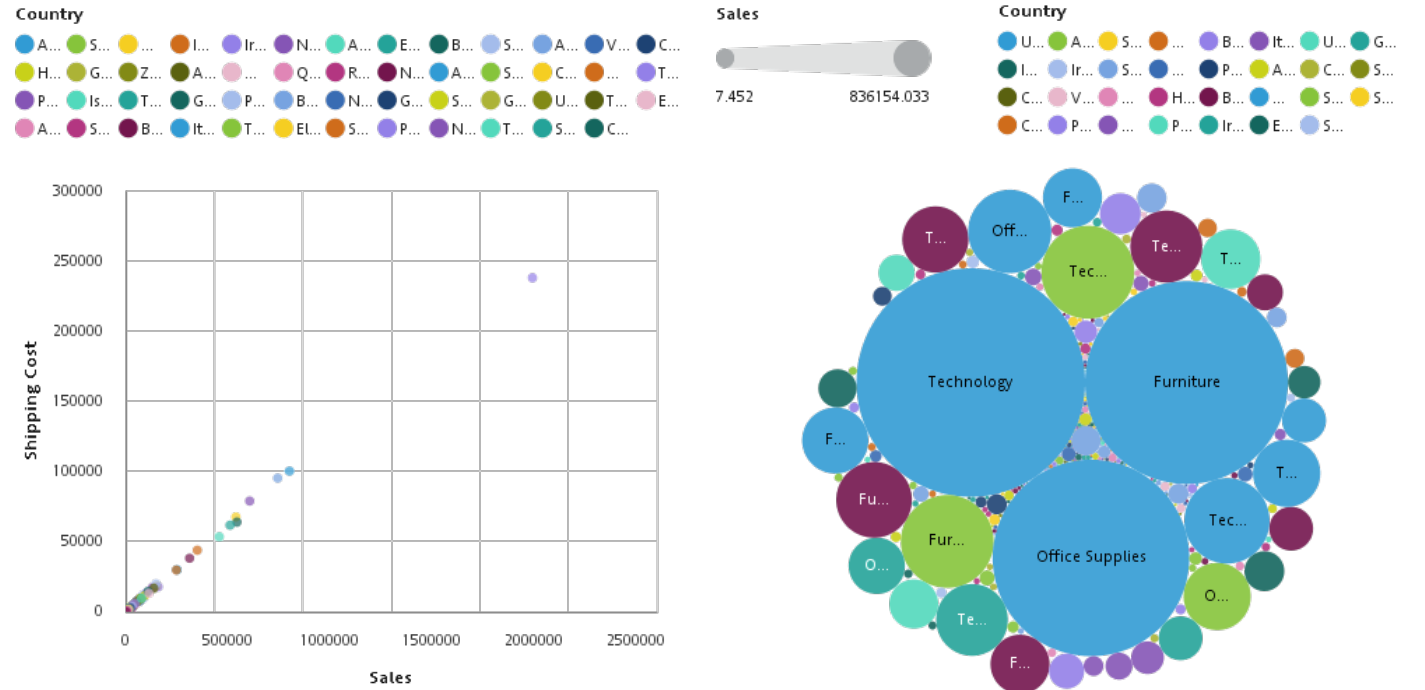 Country
A... S... ... I... Ir... N... A... E... B... S... A... V... C...
H... G... Z... A... ... Q... R... N... A... S... C... ... T...
P... Is... T... G... P... B... N... G... S... G... U... T... E...
A... S... B... It... T... El... S... P... N... T... S... C...
300000
250000
200000
150000
100000
50000
0
Shipping Cost
0 500000 1000000 1500000 2000000 2500000
Sales
Sales
7.452 836154.033
Country
U... A... S... ... B... It... U... G...
I... Ir... S... ... P... A... C... S...
C... V... ... H... B... ... S... S...
C... P... ... P... Ir... E... S...
F...
Off...
T...
Te...
T...
Tec...
Technology
Furniture
F...
T...
Fu...
Tec...
Fur...
Office Supplies
O...
O...
Te...
F...